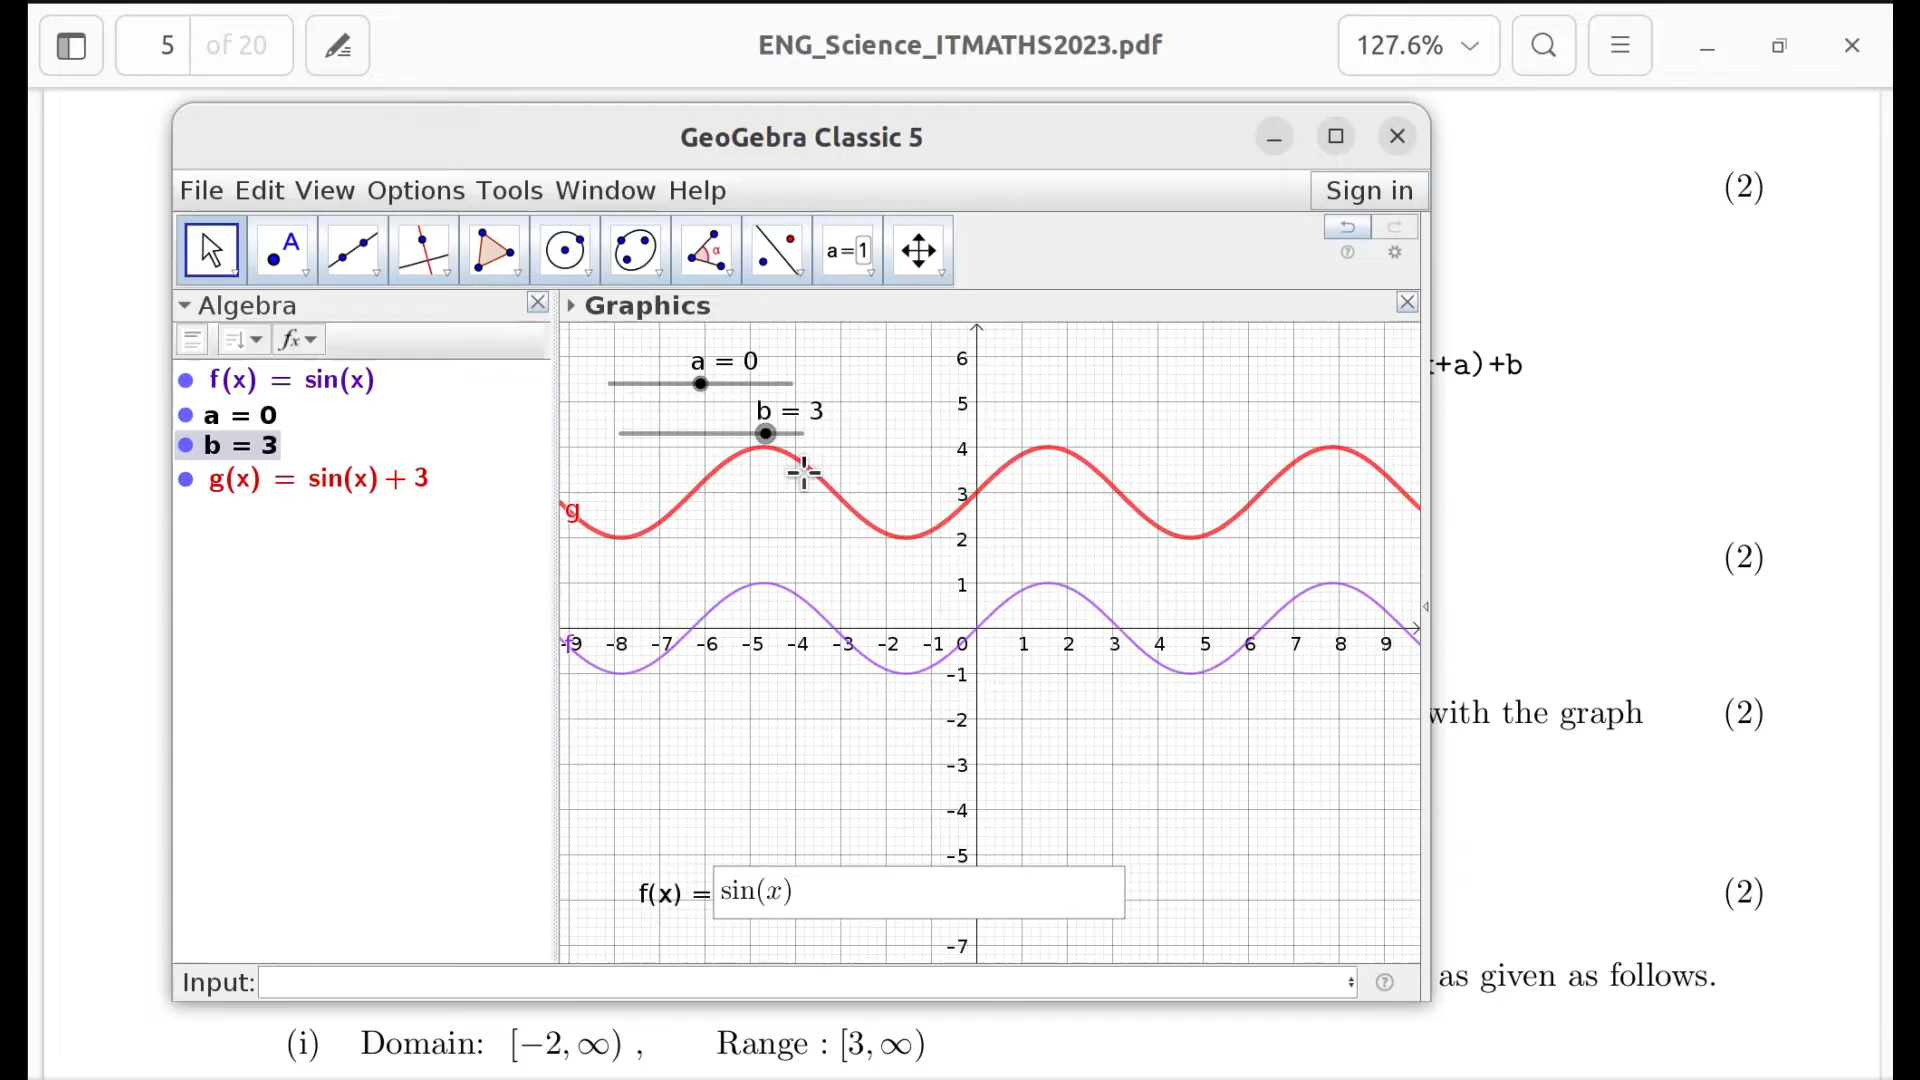 5 of 20
ENG_Science_ITMATHS2023.pdf
127.6%
(2)
GeoGebra Classic 5
File Edit View Options Tools Window Help
Sign in
A
α
a=1
Algebra
Graphics
fx
f(x) = sin(x)
a = 0
b = 3
g(x) = sin(x) + 3
a = 0
b = 3
6
5
4
3
2
1
g
f
-9 -8 -7 -6 -5 -4 -3 -2 -1 0 1 2 3 4 5 6 7 8 9
-1
-2
-3
-4
-5
-7
f(x) = sin(x)
Input:
+a)+b
(2)
with the graph (2)
(2)
as given as follows.
(i) Domain: [−2, ∞) , Range : [3, ∞)